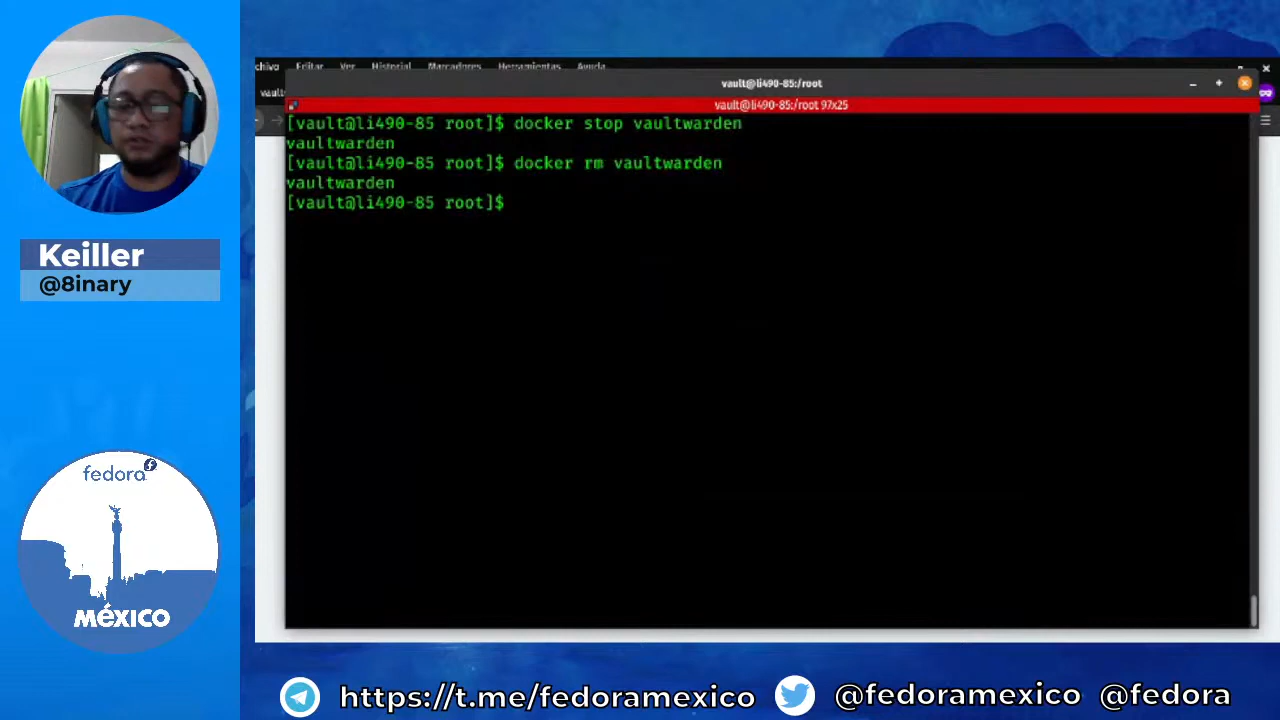 Keiller
@8inary
fedora
MÉXICO
chivo Editar Ver Historial Marcadores Herramientas Ayuda
vault
vault@li490-85:/root
vault@li490-85:/root 97x25
[vault@li490-85 root]$ docker stop vaultwarden
vaultwarden
[vault@li490-85 root]$ docker rm vaultwarden
vaultwarden
[vault@li490-85 root]$
https://t.me/fedoramexico @fedoramexico @fedora